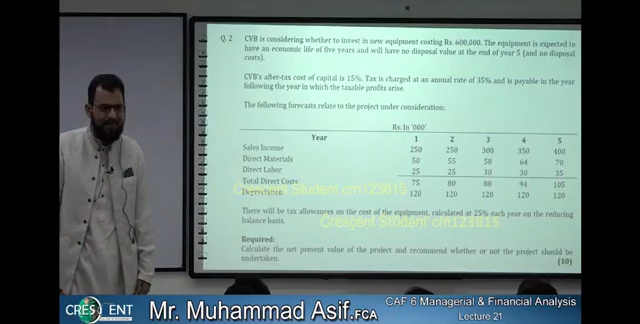 Q. 2 CVB is considering whether to invest in new equipment costing Rs. 600,000. The equipment is expected to
have an economic life of five years and will have no disposal value at the end of year 5 (and no disposal
costs).
CVB's after-tax cost of capital is 15%. Tax is charged at an annual rate of 35% and is payable in the year
following the year in which the taxable profits arise.
The following forecasts relate to the project under consideration:
Rs. In '000'
Year 1 2 3 4 5
Sales Income 250 250 300 350 400
Direct Materials 50 55 58 64 70
Direct Labor 25 25 30 30 35
Total Direct Costs 75 80 88 94 105
Crescent Student cm123815
Depreciation 120 120 120 120 120
There will be tax allowances on the cost of the equipment, calculated at 25% each year on the reducing
balance basis.
Crescent Student cm123815
Required:
Calculate the net present value of the project and recommend whether or not the project should be
undertaken. (10)
CRESCENT
Mr. Muhammad Asif.FCA
CAF 6 Managerial & Financial Analysis
Lecture 21